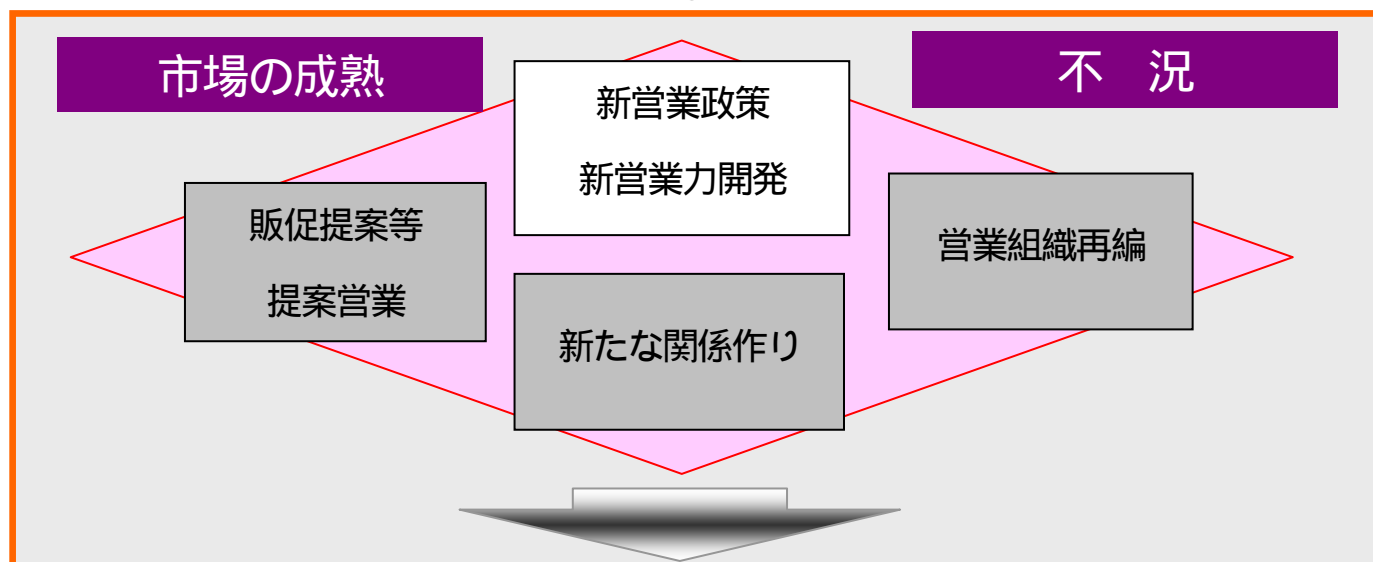 市場の成熟
不　況
新営業政策
新営業力開発
販促提案等
提案営業
営業組織再編
新たな関係作り